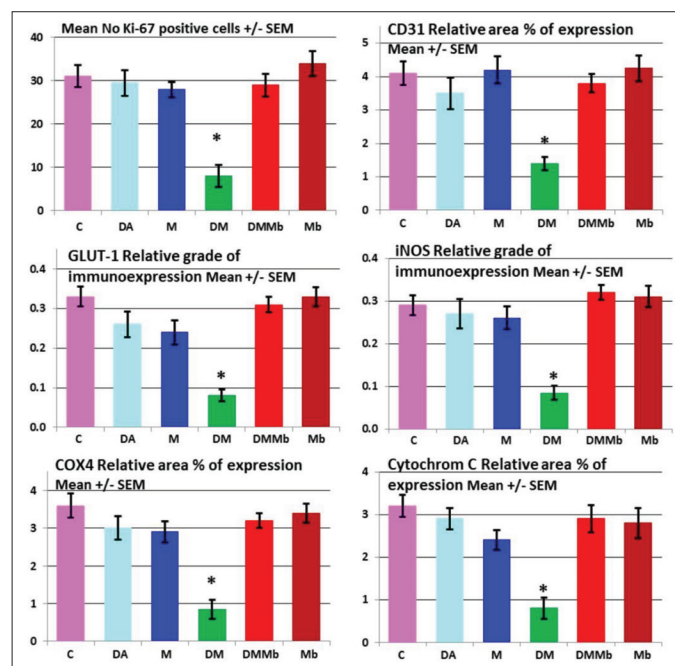 Mean No Ki-67 positive cells +/- SEM
40
30
20
10
0
*
C DA M DM DMMb Mb
CD31 Relative area % of expression
Mean +/- SEM
5
4
3
2
1
0
*
C DA M DM DMMb Mb
GLUT-1 Relative grade of
immunoexpression Mean +/- SEM
0.4
0.3
0.2
0.1
0.0
*
C DA M DM DMMb Mb
iNOS Relative grade of
immunoexpression Mean +/- SEM
0.4
0.3
0.2
0.1
0.0
*
C DA M DM DMMb Mb
COX4 Relative area % of expression
Mean +/- SEM
4
3
2
1
0
*
C DA M DM DMMb Mb
Cytochrom C Relative area % of
expression Mean +/- SEM
4
3
2
1
0
*
C DA M DM DMMb Mb